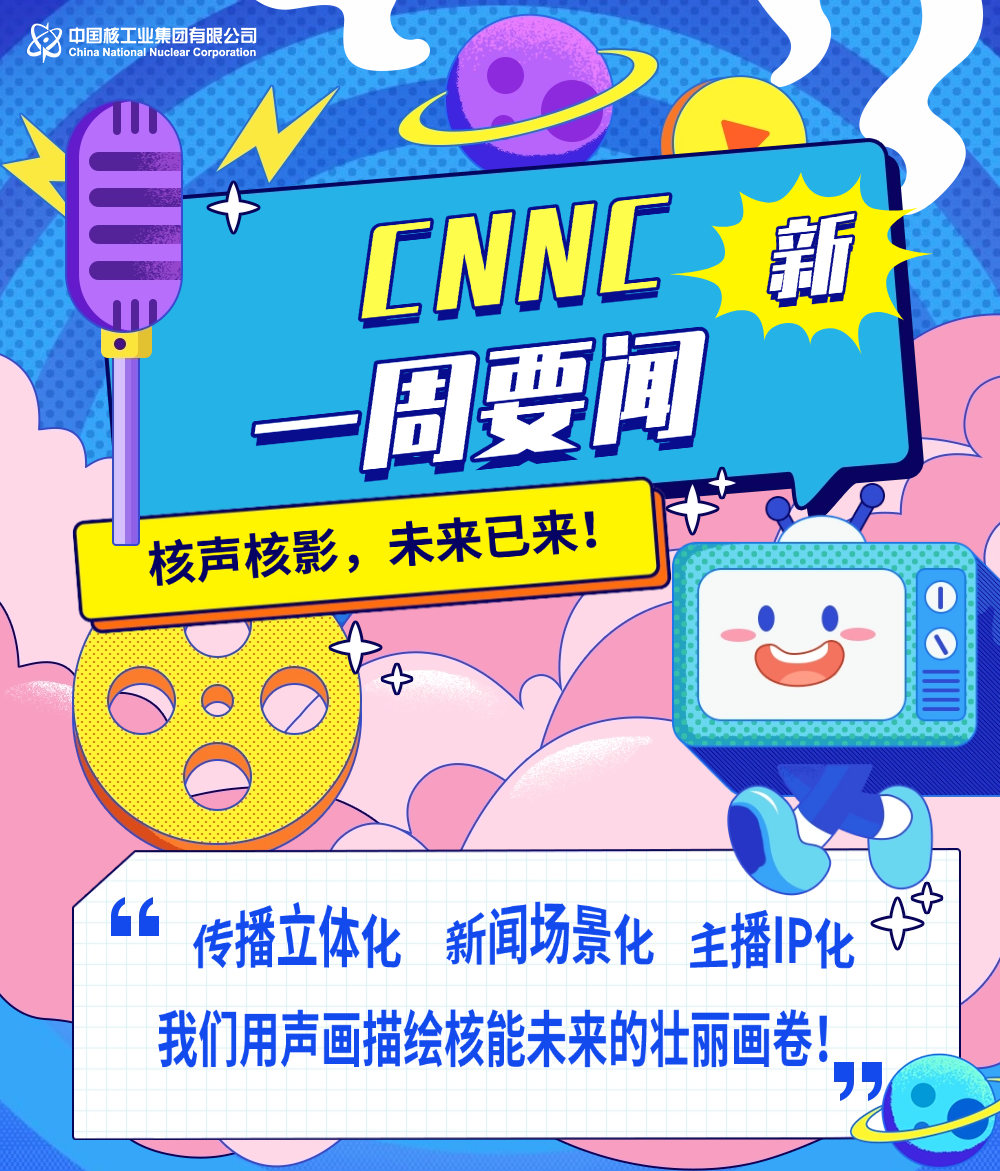 中国核工业集团有限公司
China National Nuclear Corporation
CNNC
新
一周要闻
核声核影，未来已来！
“传播立体化 新闻场景化 主播IP化
我们用声画描绘核能未来的壮丽画卷！”